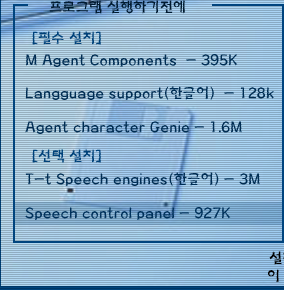 프로그램 실행하기전에
[필수 설치]
M Agent Components - 395K
Langguage support(한글어) - 128k
Agent character Genie - 1.6M
[선택 설치]
T-t Speech engines(한글어) - 3M
Speech control panel - 927K
이